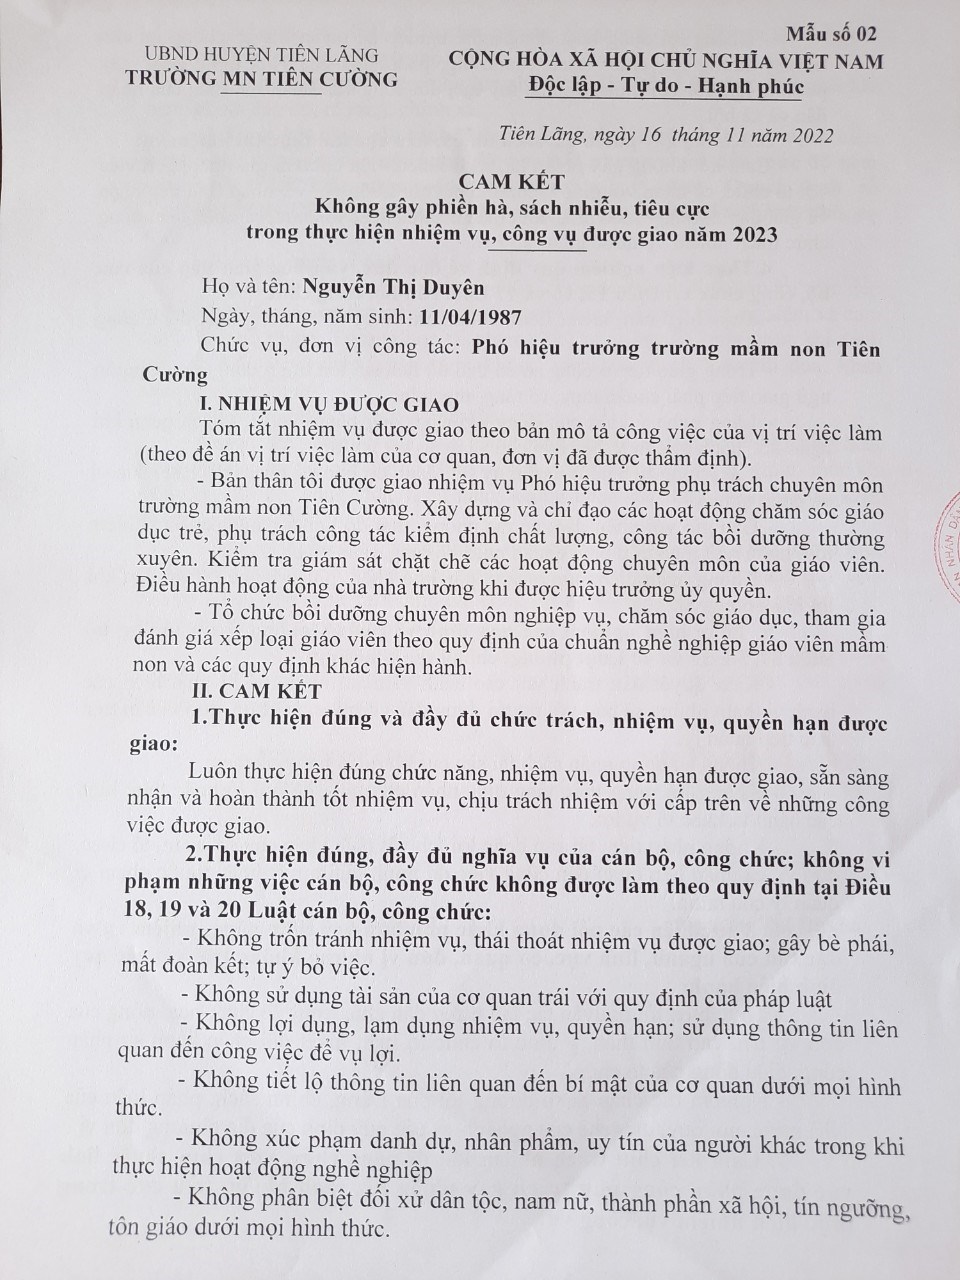 Mẫu số 02
UBND HUYỆN TIÊN LÃNG
TRƯỜNG MN TIÊN CƯỜNG
CỘNG HÒA XÃ HỘI CHỦ NGHĨA VIỆT NAM
Độc lập - Tự do - Hạnh phúc
Tiên Lãng, ngày 16 tháng 11 năm 2022
CAM KẾT
Không gây phiền hà, sách nhiễu, tiêu cực
trong thực hiện nhiệm vụ, công vụ được giao năm 2023
Họ và tên: Nguyễn Thị Duyên
Ngày, tháng, năm sinh: 11/04/1987
Chức vụ, đơn vị công tác: Phó hiệu trưởng trường mầm non Tiên
Cường
I. NHIỆM VỤ ĐƯỢC GIAO
Tóm tắt nhiệm vụ được giao theo bản mô tả công việc của vị trí việc làm
(theo đề án vị trí việc làm của cơ quan, đơn vị đã được thẩm định).
- Bản thân tôi được giao nhiệm vụ Phó hiệu trưởng phụ trách chuyên môn
trường mầm non Tiên Cường. Xây dựng và chỉ đạo các hoạt động chăm sóc giáo
dục trẻ, phụ trách công tác kiểm định chất lượng, công tác bồi dưỡng thường
xuyên. Kiểm tra giám sát chặt chẽ các hoạt động chuyên môn của giáo viên.
Điều hành hoạt động của nhà trường khi được hiệu trưởng ủy quyền.
- Tổ chức bồi dưỡng chuyên môn nghiệp vụ, chăm sóc giáo dục, tham gia
đánh giá xếp loại giáo viên theo quy định của chuẩn nghề nghiệp giáo viên mầm
non và các quy định khác hiện hành.
II. CAM KẾT
1.Thực hiện đúng và đầy đủ chức trách, nhiệm vụ, quyền hạn được
giao:
Luôn thực hiện đúng chức năng, nhiệm vụ, quyền hạn được giao, sẵn sàng
nhận và hoàn thành tốt nhiệm vụ, chịu trách nhiệm với cấp trên về những công
việc được giao.
2.Thực hiện đúng, đầy đủ nghĩa vụ của cán bộ, công chức; không vi
phạm những việc cán bộ, công chức không được làm theo quy định tại Điều
18, 19 và 20 Luật cán bộ, công chức:
- Không trốn tránh nhiệm vụ, thái thoát nhiệm vụ được giao; gây bè phái,
mất đoàn kết; tự ý bỏ việc.
- Không sử dụng tài sản của cơ quan trái với quy định của pháp luật
- Không lợi dụng, lạm dụng nhiệm vụ, quyền hạn; sử dụng thông tin liên
quan đến công việc để vụ lợi.
- Không tiết lộ thông tin liên quan đến bí mật của cơ quan dưới mọi hình
thức.
- Không xúc phạm danh dự, nhân phẩm, uy tín của người khác trong khi
thực hiện hoạt động nghề nghiệp
- Không phân biệt đối xử dân tộc, nam nữ, thành phần xã hội, tín ngưỡng,
tôn giáo dưới mọi hình thức.